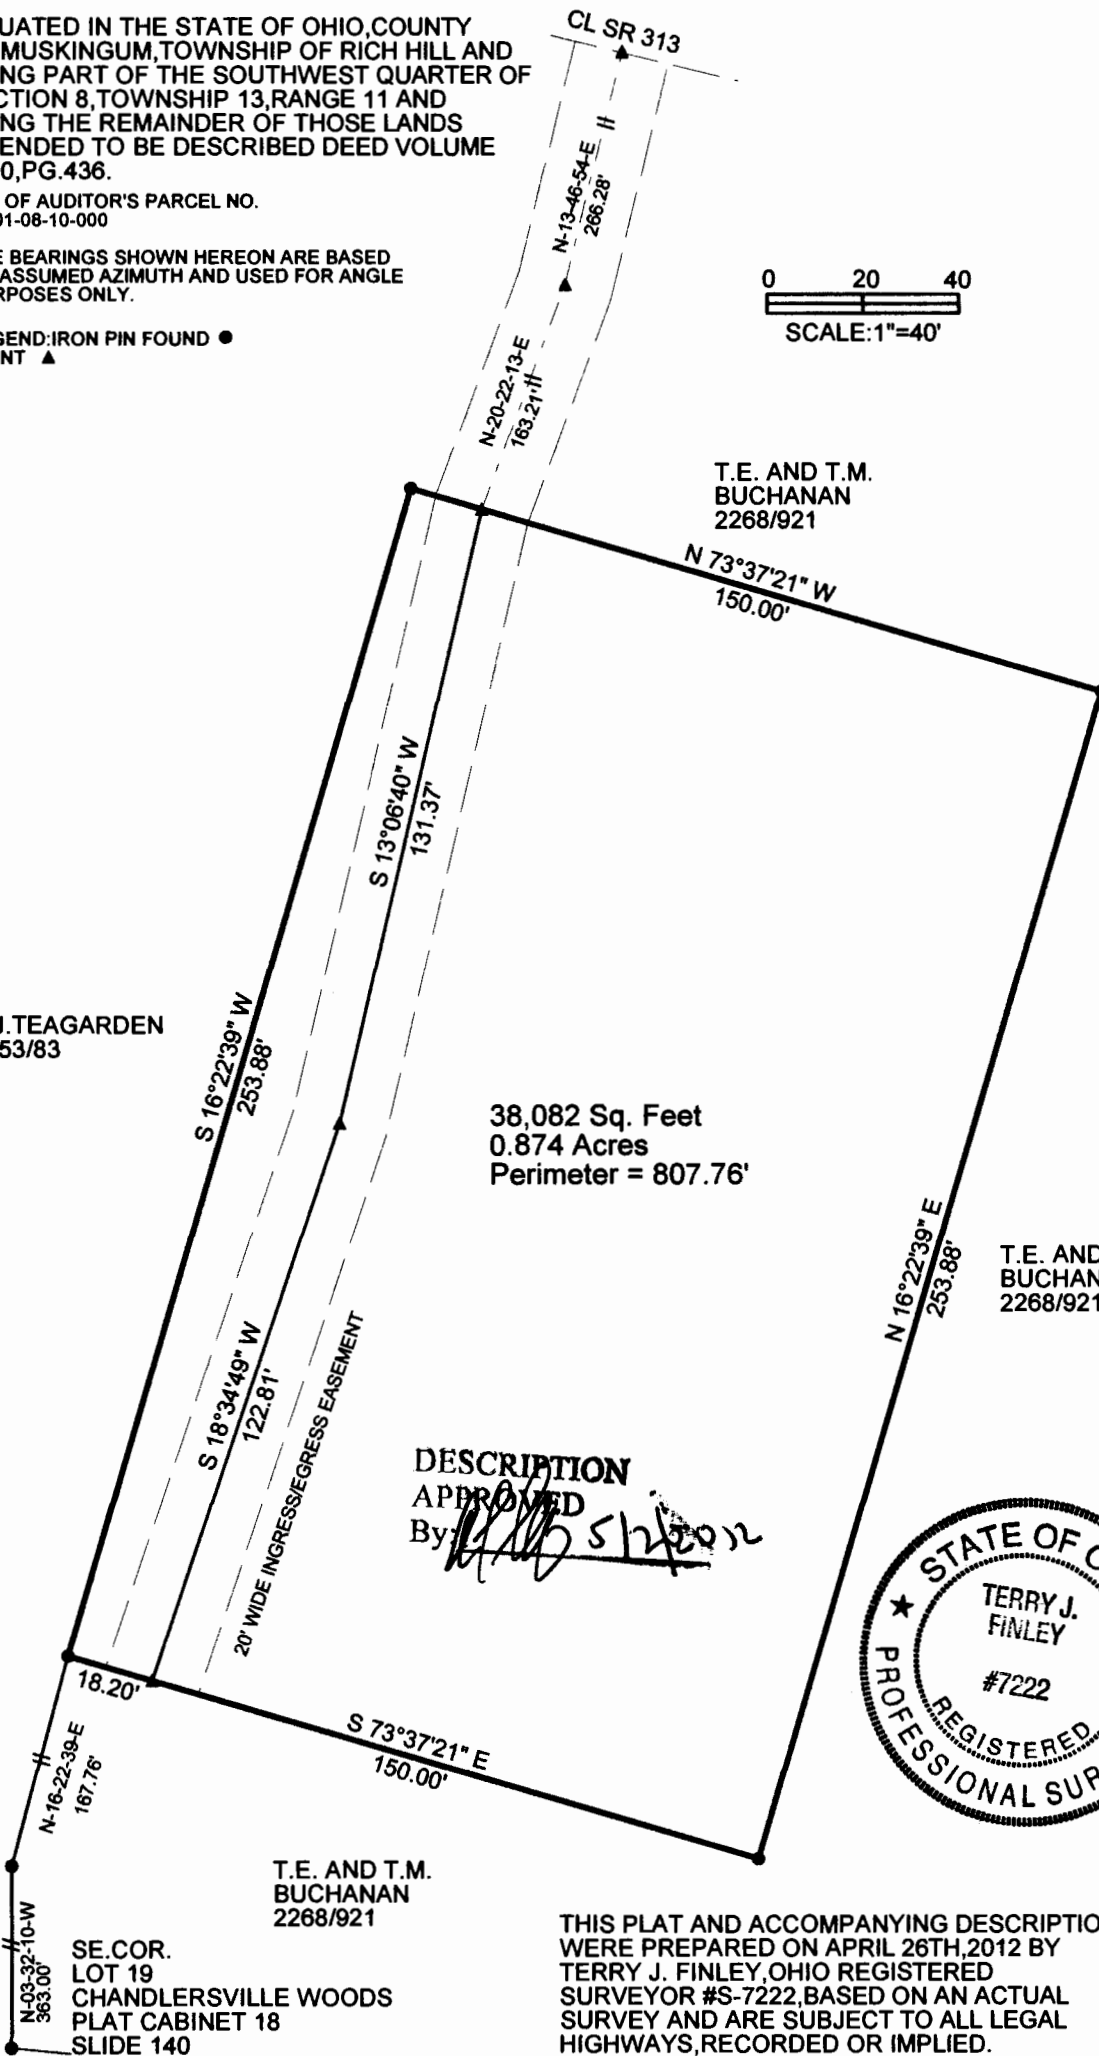 UATED IN THE STATE OF OHIO,COUNTY
MUSKINGUM,TOWNSHIP OF RICH HILL AND
NG PART OF THE SOUTHWEST QUARTER OF
CTION 8,TOWNSHIP 13,RANGE 11 AND
NG THE REMAINDER OF THOSE LANDS
ENDED TO BE DESCRIBED DEED VOLUME
0,PG.436.
OF AUDITOR'S PARCEL NO.
01-08-10-000
E BEARINGS SHOWN HEREON ARE BASED
ASSUMED AZIMUTH AND USED FOR ANGLE
RPOSES ONLY.
GEND:IRON PIN FOUND ●
NT ▲
CL SR 313
N-13-46-54-E
266.28'
0 20 40
SCALE:1"=40'
N-20-22-13-E
163.21'
T.E. AND T.M.
BUCHANAN
2268/921
N 73°37'21" W
150.00'
S 13°06'40" W
131.37'
.TEAGARDEN
53/83
S 16°22'39" W
253.88'
38,082 Sq. Feet
0.874 Acres
Perimeter = 807.76'
N 16°22'39" E
253.88'
T.E. AND
BUCHAN
2268/921
S 18°34'49" W
122.81'
20' WIDE INGRESS/EGRESS EASEMENT
DESCRIPTION
APPROVED
By: 5/2/2012
STATE OF O
TERRY J.
FINLEY
#7222
REGISTERED
PROFESSIONAL SUR
18.20'
S 73°37'21" E
150.00'
N-16-22-39-E
167.76'
T.E. AND T.M.
BUCHANAN
2268/921
N-03-32-10-W
363.00'
SE.COR.
LOT 19
CHANDLERSVILLE WOODS
PLAT CABINET 18
SLIDE 140
THIS PLAT AND ACCOMPANYING DESCRIPTIO
WERE PREPARED ON APRIL 26TH,2012 BY
TERRY J. FINLEY,OHIO REGISTERED
SURVEYOR #S-7222,BASED ON AN ACTUAL
SURVEY AND ARE SUBJECT TO ALL LEGAL
HIGHWAYS,RECORDED OR IMPLIED.